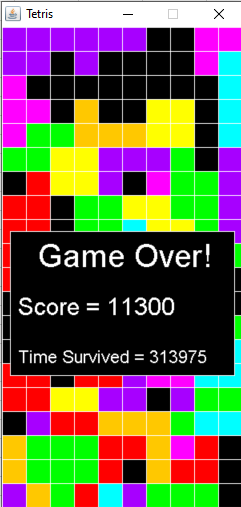 Tetris
Game Over!
Score = 11300
Time Survived = 313975